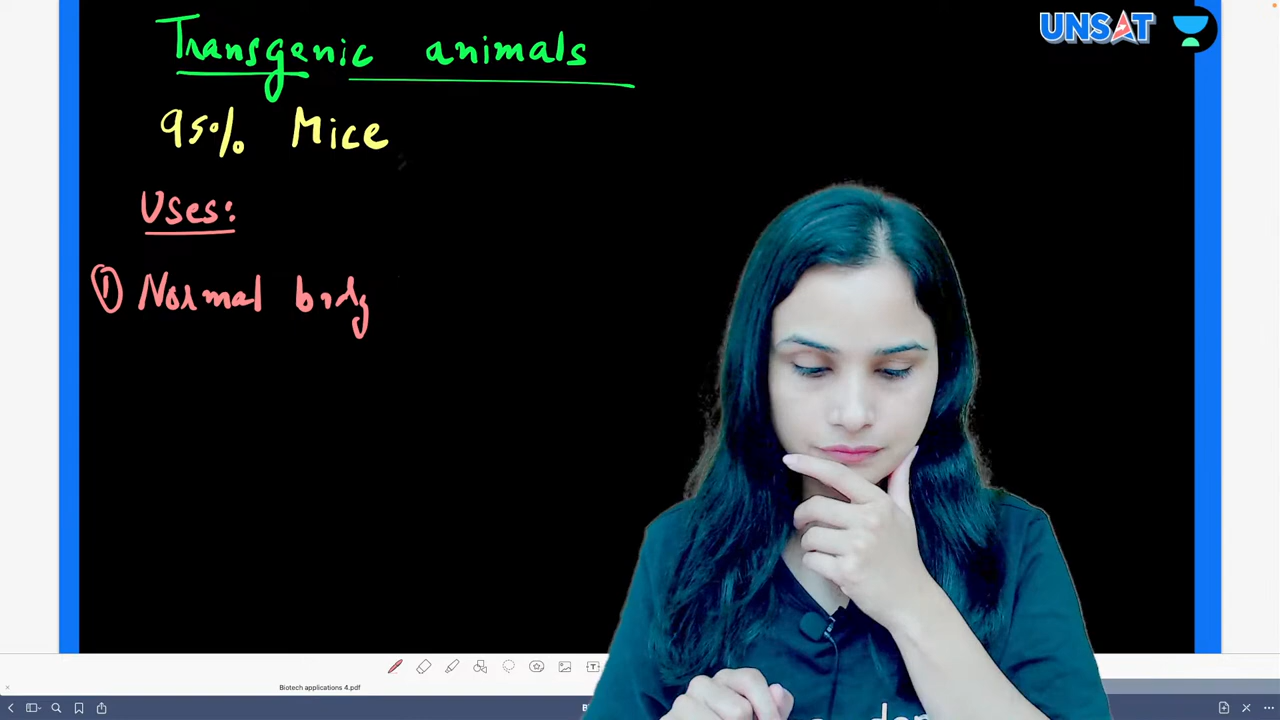 Transgenic animals
UNSAT
95% Mice
Uses:
① Normal body
Biotech applications 4.pdf